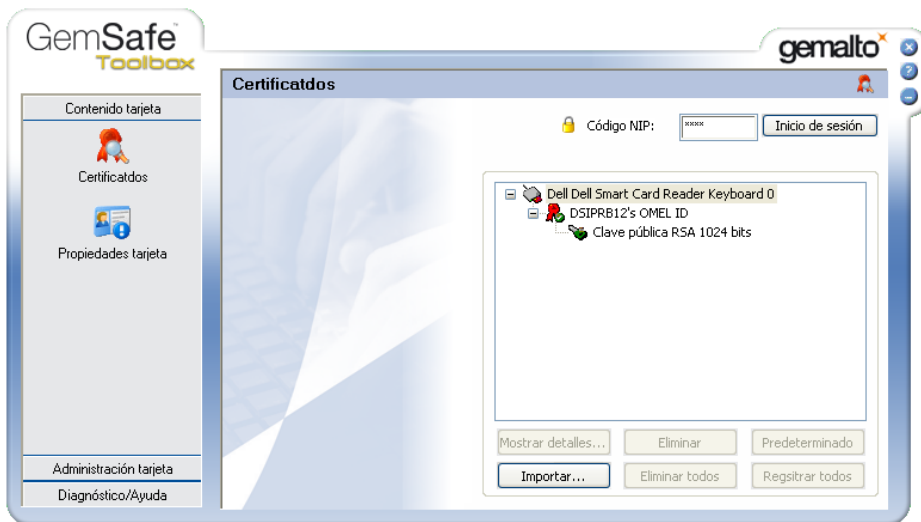 GemSafe™
Toolbox
gemalto
Certificatdos
Contenido tarjeta
Certificatdos
Propiedades tarjeta
Administración tarjeta
Diagnóstico/Ayuda
Código NIP:
xxxx
Inicio de sesión
Dell Dell Smart Card Reader Keyboard 0
DSIPRB12's OMEL ID
Clave pública RSA 1024 bits
Mostrar detalles...
Eliminar
Predeterminado
Importar...
Eliminar todos
Regsitrar todos